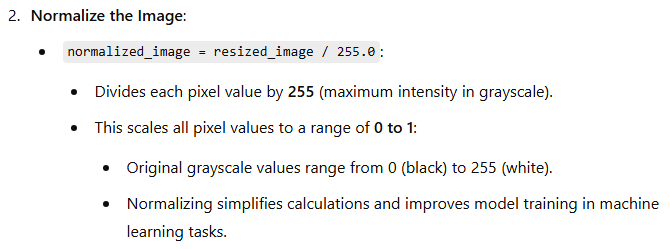 2. Normalize the Image:
• normalized_image = resized_image / 255.0:
• Divides each pixel value by 255 (maximum intensity in grayscale).
• This scales all pixel values to a range of 0 to 1:
• Original grayscale values range from 0 (black) to 255 (white).
• Normalizing simplifies calculations and improves model training in machine
learning tasks.